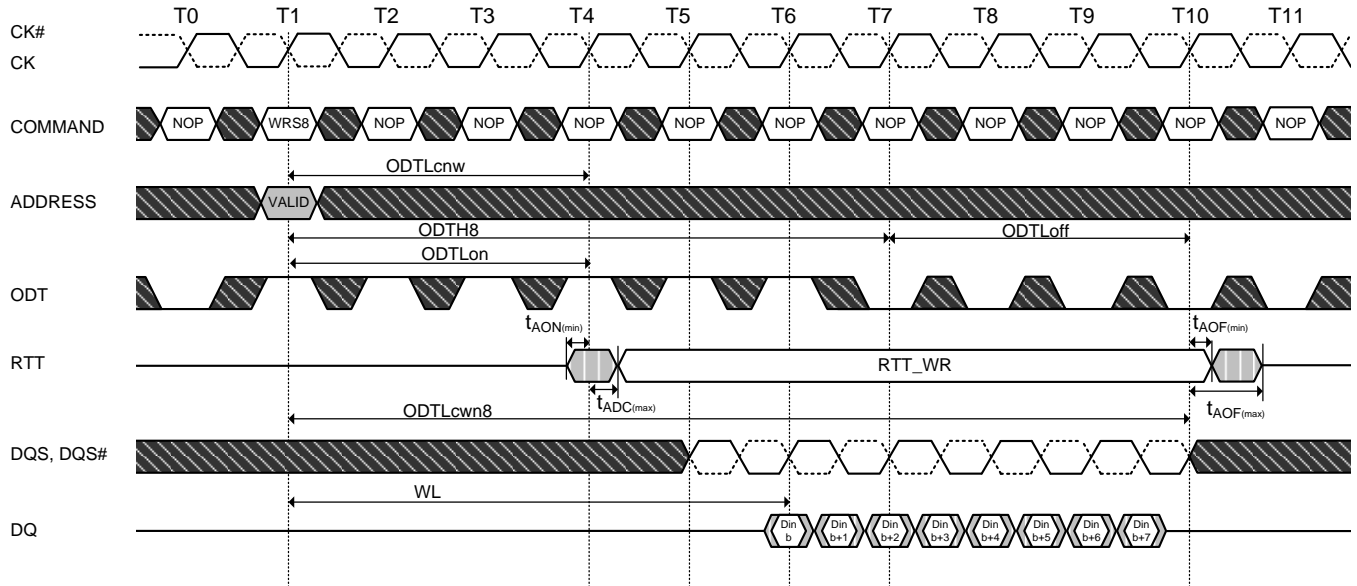 T0 T1 T2 T3 T4 T5 T6 T7 T8 T9 T10 T11
CK#
CK
COMMAND NOP WRS8 NOP NOP NOP NOP NOP NOP NOP NOP NOP NOP
ODTLcnw
ADDRESS VALID
ODTH8 ODTLoff
ODTLon
ODT
tAON(min) tAOF(min)
RTT RTT_WR
tADC(max) tAOF(max)
ODTLcwn8
DQS, DQS#
WL
DQ Din b Din b+1 Din b+2 Din b+3 Din b+4 Din b+5 Din b+6 Din b+7